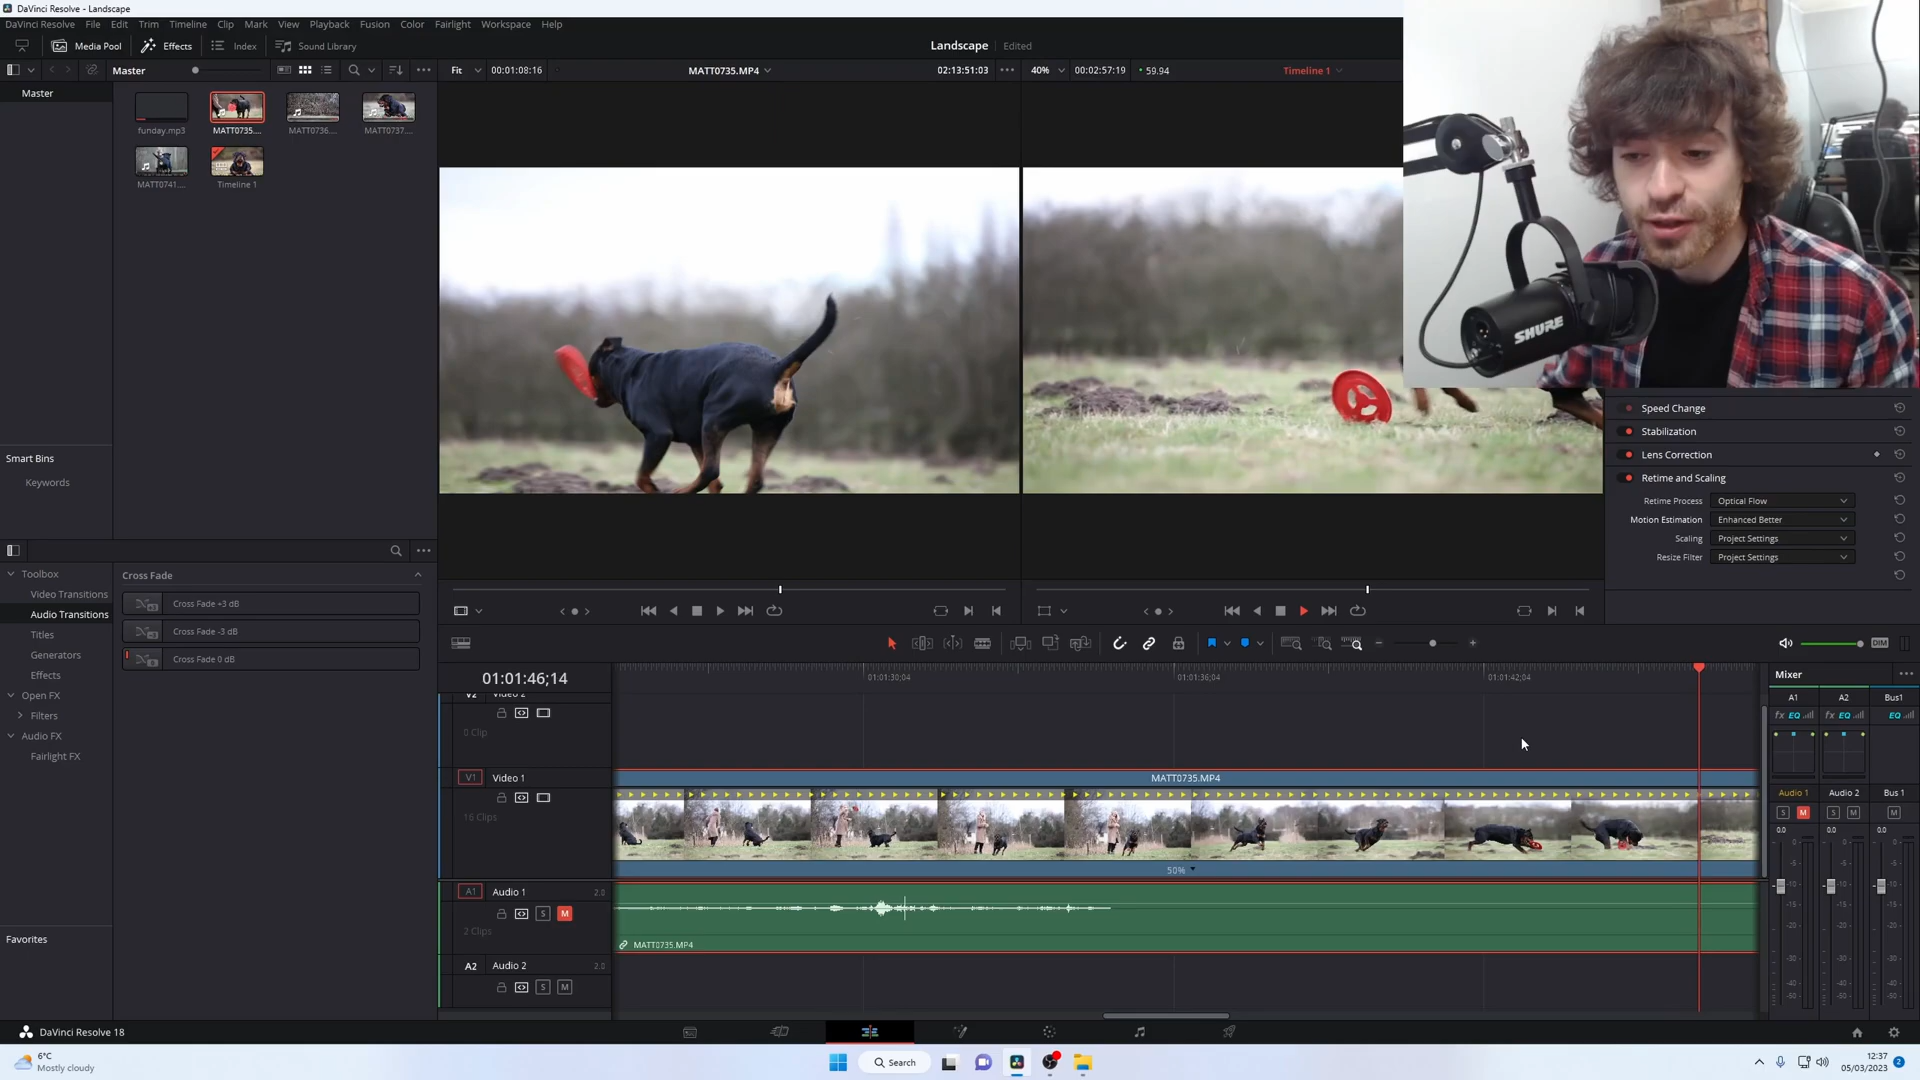 DaVinci Resolve - Landscape
DaVinci Resolve File Edit Trim Timeline Clip Mark View Playback Fusion Color Fairlight Workspace Help
Media Pool Effects Index Sound Library Landscape Edited
Master Fit 00:01:08:16 MATT0735.MP4 02:13:51:03 40% 00:02:57:19 59.94 Timeline 1
Master
funday.mp3 MATT0735.... MATT0736.... MATT0737....
MATT0741.... Timeline 1
SHURE
Speed Change
Stabilization
Lens Correction
Retime and Scaling
Retime Process Optical Flow
Motion Estimation Enhanced Better
Scaling Project Settings
Resize Filter Project Settings
Smart Bins
Keywords
Toolbox
Video Transitions
Audio Transitions
Titles
Generators
Effects
Open FX
Filters
Audio FX
Fairlight FX
Favorites
Cross Fade
Cross Fade +3 dB
Cross Fade -3 dB
Cross Fade 0 dB
DIM
01:01:46;14 01:01:30;04 01:01:36;04 01:01:42;04
V2 Video 2
0 Clip
V1 Video 1 MATT0735.MP4
16 Clips
50%
A1 Audio 1 2.0
S M
2 Clips MATT0735.MP4
A2 Audio 2 2.0
S M
Mixer
A1 A2 Bus1
fx EQ fx EQ EQ
Audio 1 Audio 2 Bus 1
S M S M M
0.0 0.0 0.0
DaVinci Resolve 18
6°C
Mostly cloudy
Search
12:37
05/03/2023
2